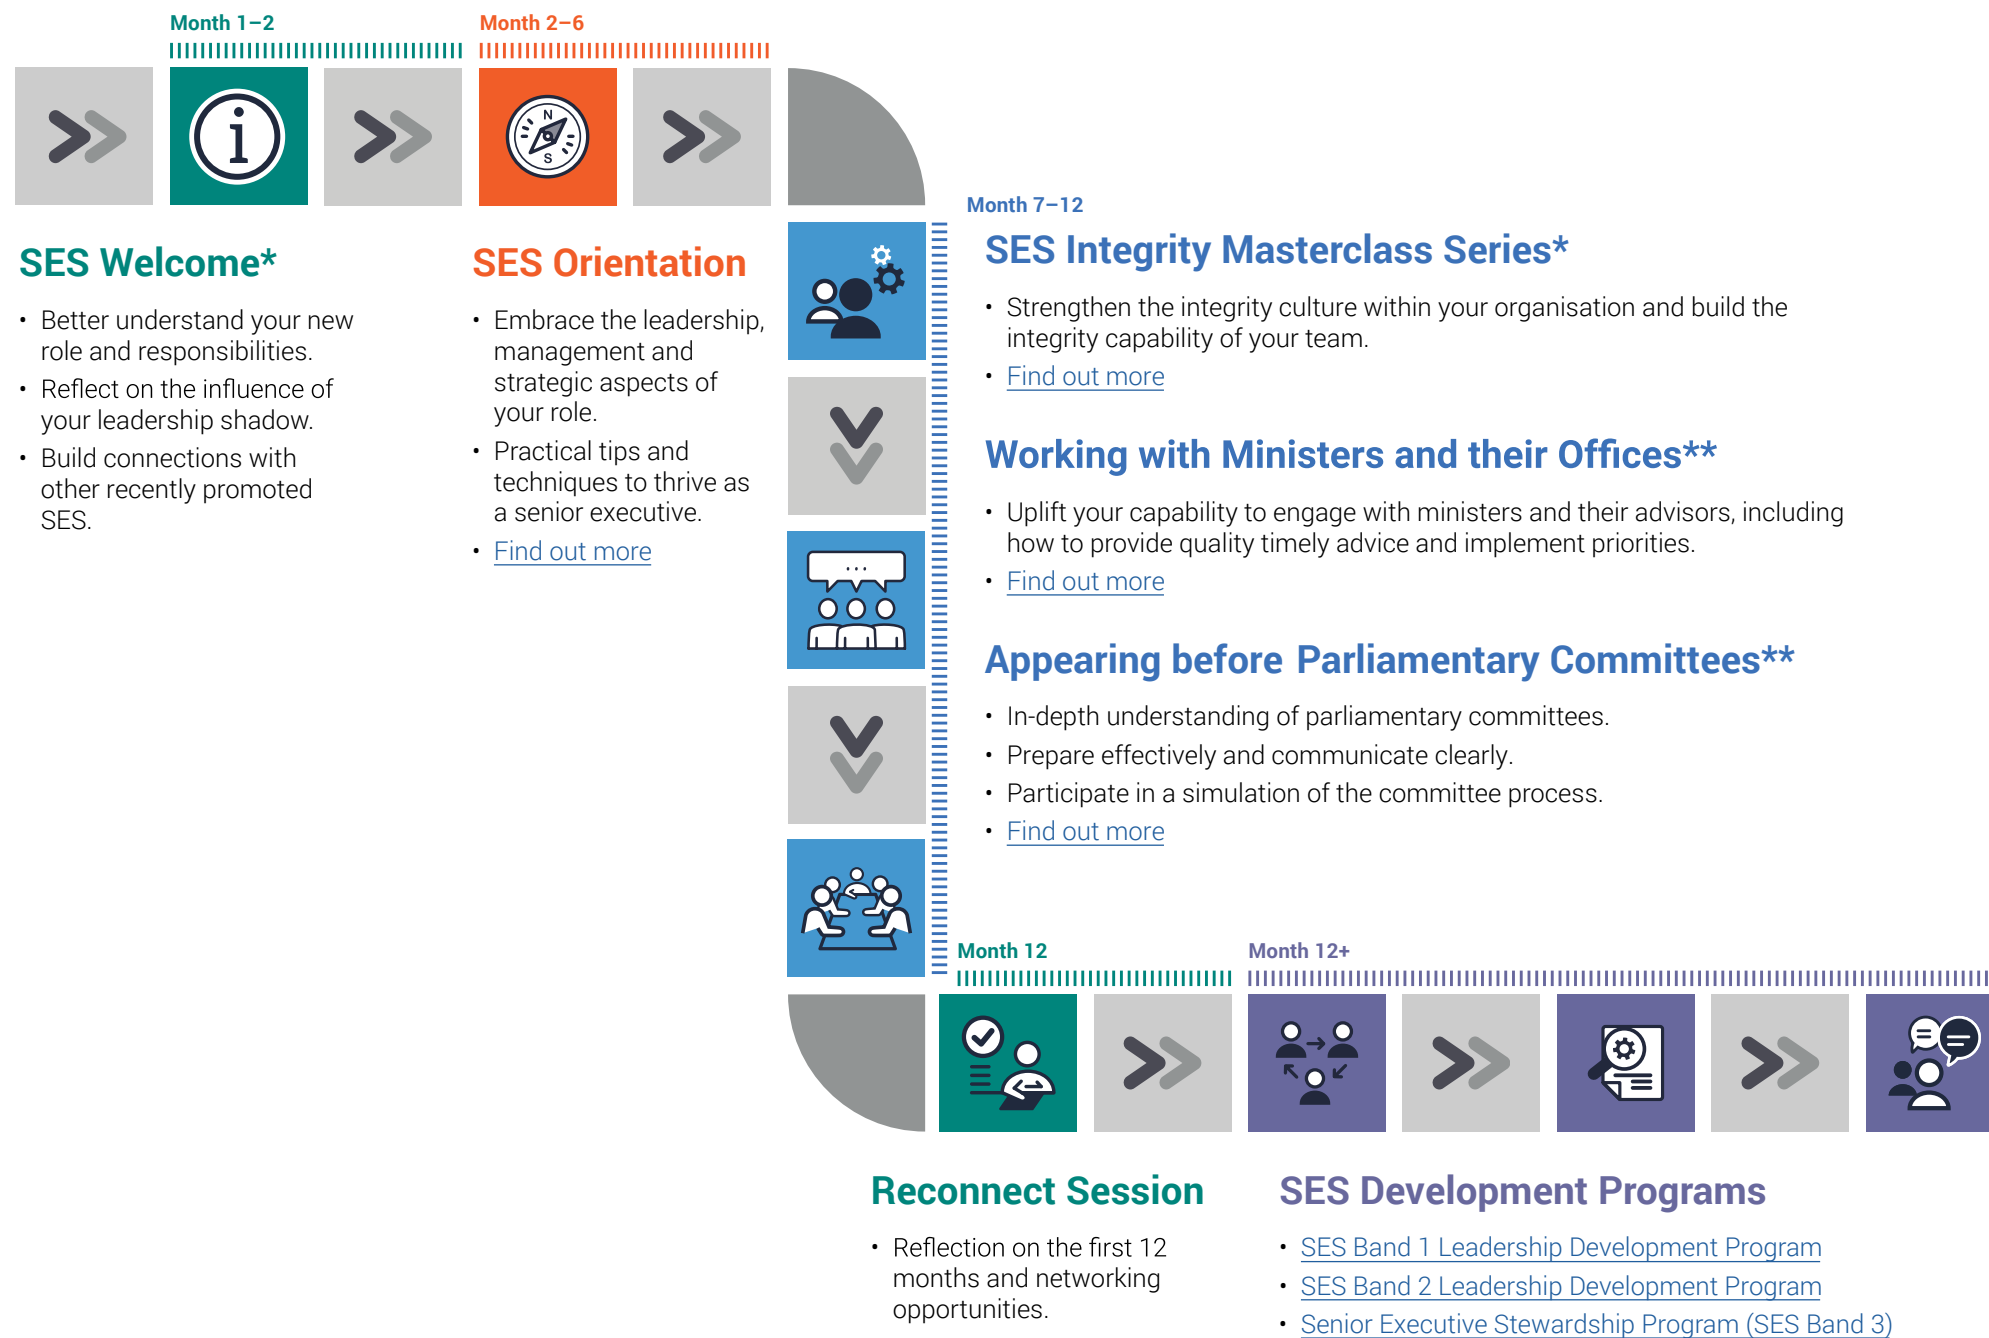 Month 1–2
Month 2–6
N
S
SES Welcome*
• Better understand your new
role and responsibilities.
• Reflect on the influence of
your leadership shadow.
• Build connections with
other recently promoted
SES.
SES Orientation
• Embrace the leadership,
management and
strategic aspects of
your role.
• Practical tips and
techniques to thrive as
a senior executive.
• Find out more
Month 7–12
SES Integrity Masterclass Series*
• Strengthen the integrity culture within your organisation and build the
integrity capability of your team.
• Find out more
Working with Ministers and their Offices**
• Uplift your capability to engage with ministers and their advisors, including
how to provide quality timely advice and implement priorities.
• Find out more
Appearing before Parliamentary Committees**
• In-depth understanding of parliamentary committees.
• Prepare effectively and communicate clearly.
• Participate in a simulation of the committee process.
• Find out more
Month 12
Month 12+
Reconnect Session
• Reflection on the first 12
months and networking
opportunities.
SES Development Programs
• SES Band 1 Leadership Development Program
• SES Band 2 Leadership Development Program
• Senior Executive Stewardship Program (SES Band 3)